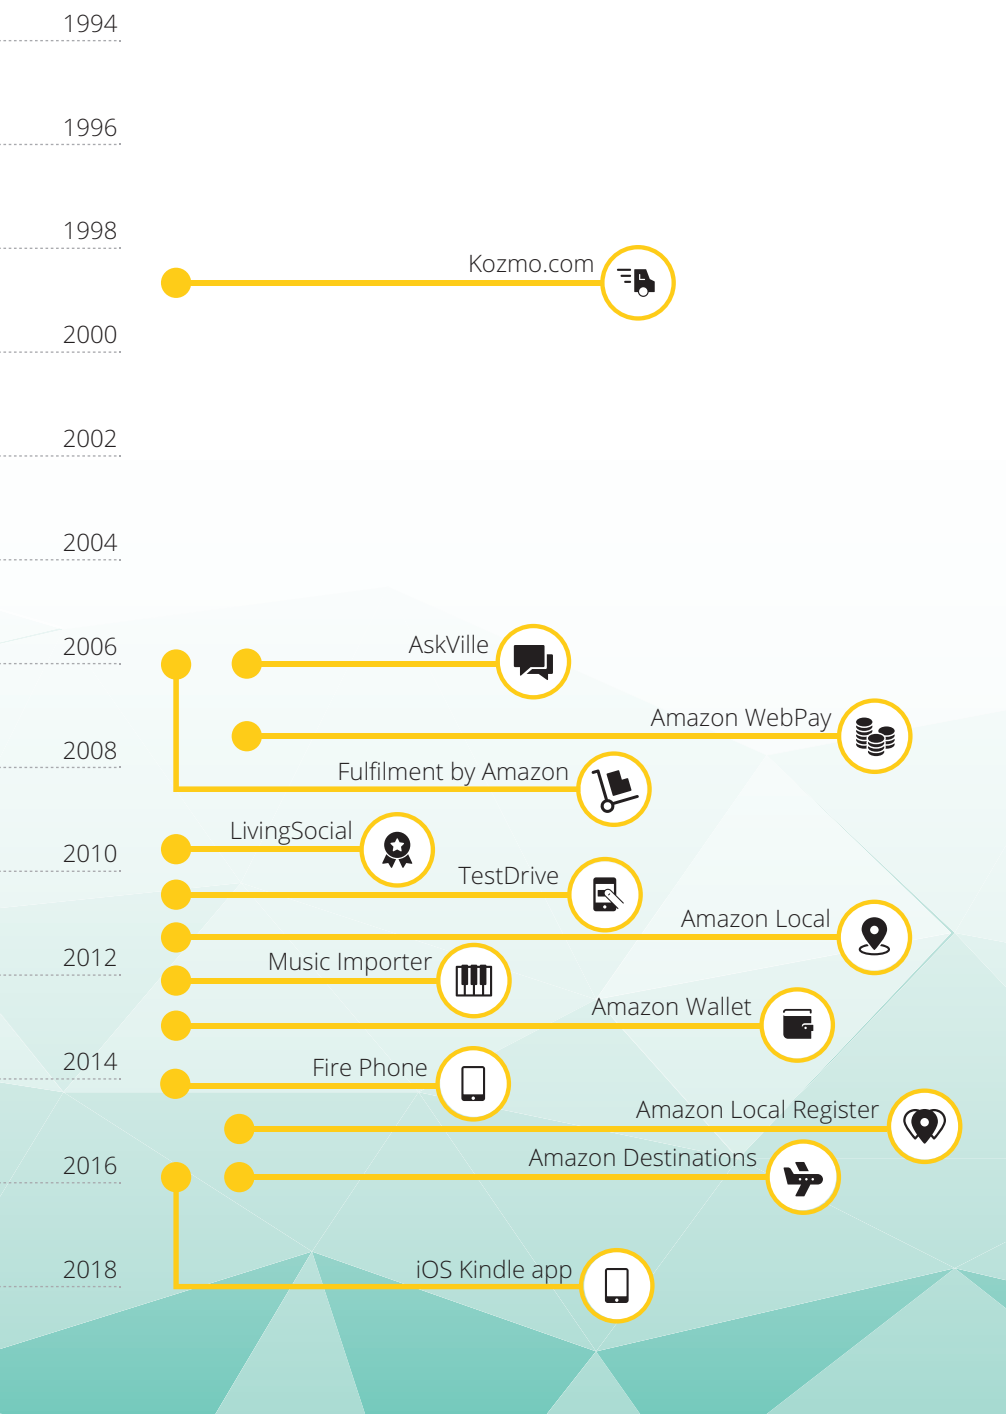 1994
1996
1998
Kozmo.com
2000
2002
2004
2006
AskVille
Amazon WebPay
2008
Fulfilment by Amazon
LivingSocial
2010
TestDrive
Amazon Local
2012
Music Importer
Amazon Wallet
2014
Fire Phone
Amazon Local Register
Amazon Destinations
2016
2018
iOS Kindle app